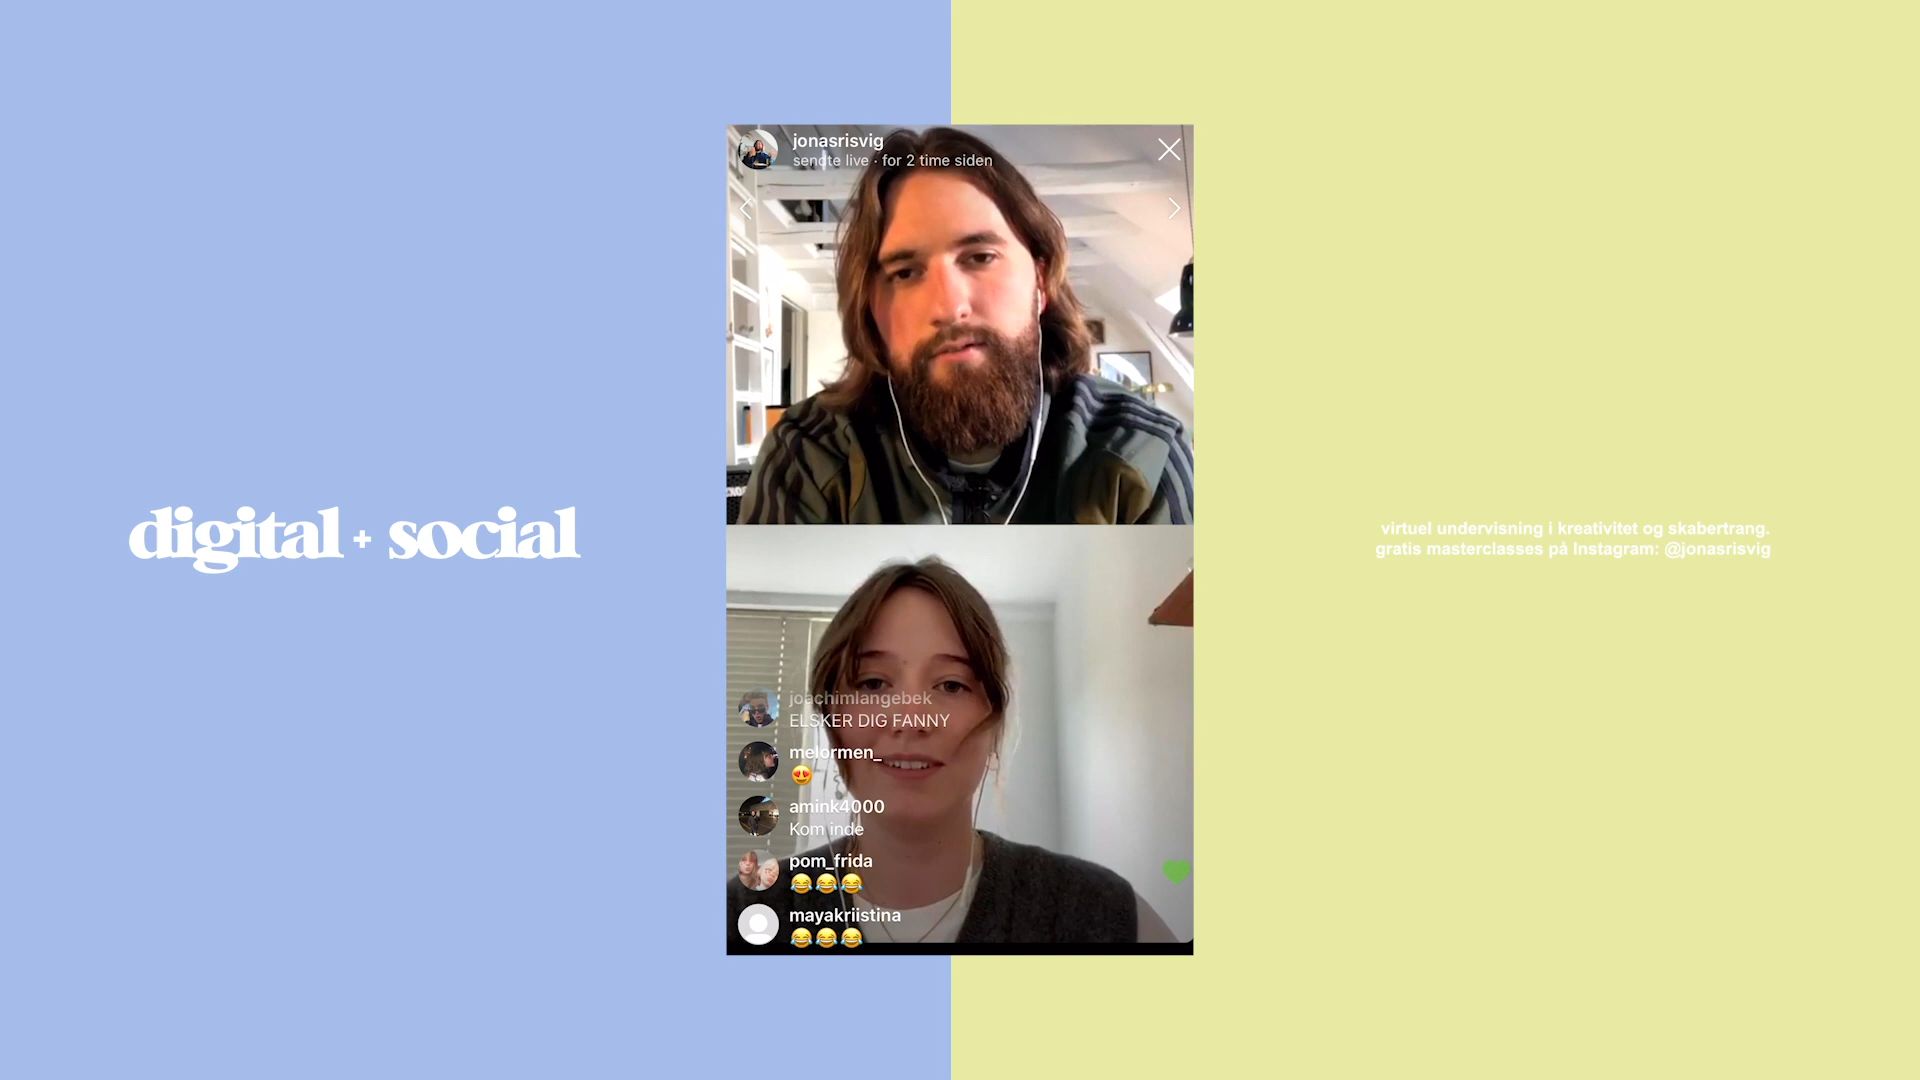 digital + social
jonasrisvig
sendte live · for 2 time siden
joachimlangebek
ELSKER DIG FANNY
melormen_
😍
amink4000
Kom inde
pom_frida
😂😂😂
mayakriistina
😂😂😂
virtuel undervisning i kreativitet og skabertrang.
gratis masterclasses på Instagram: @jonasrisvig